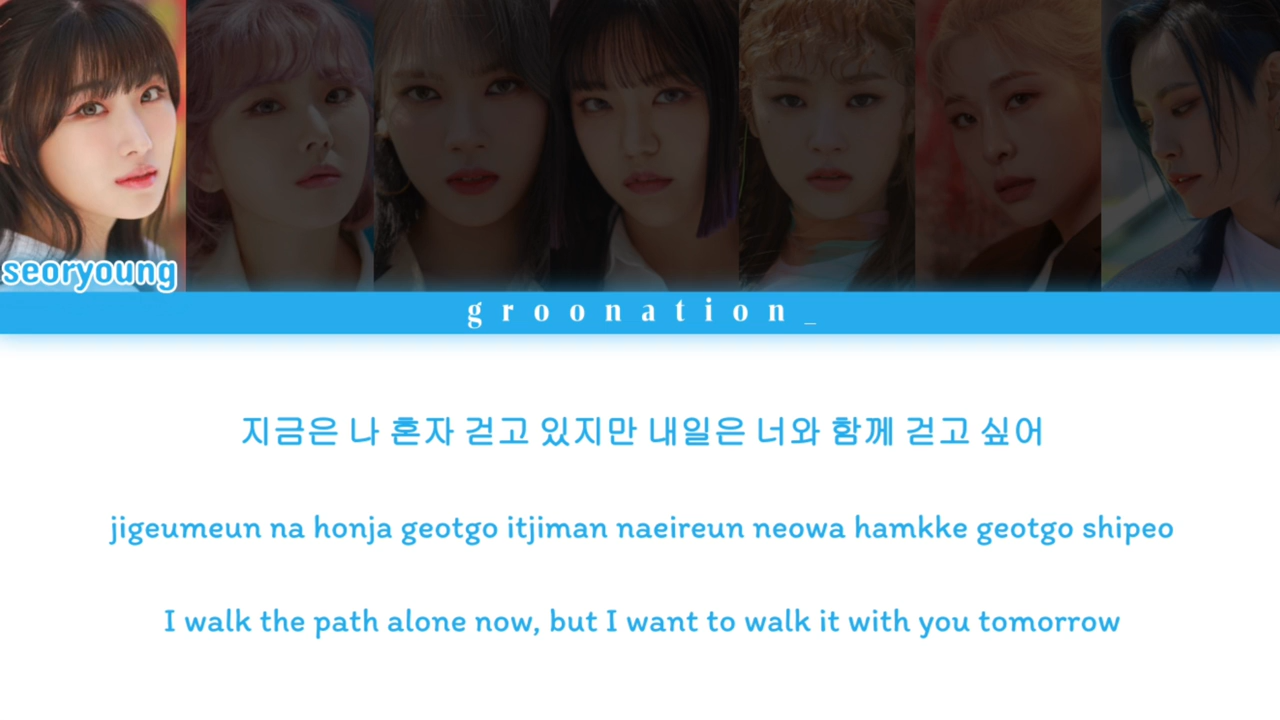 seoryoung
groonation_
지금은 나 혼자 걷고 있지만 내일은 너와 함께 걷고 싶어
jigeumeun na honja geotgo itjiman naeireun neowa hamkke geotgo shipeo
I walk the path alone now, but I want to walk it with you tomorrow